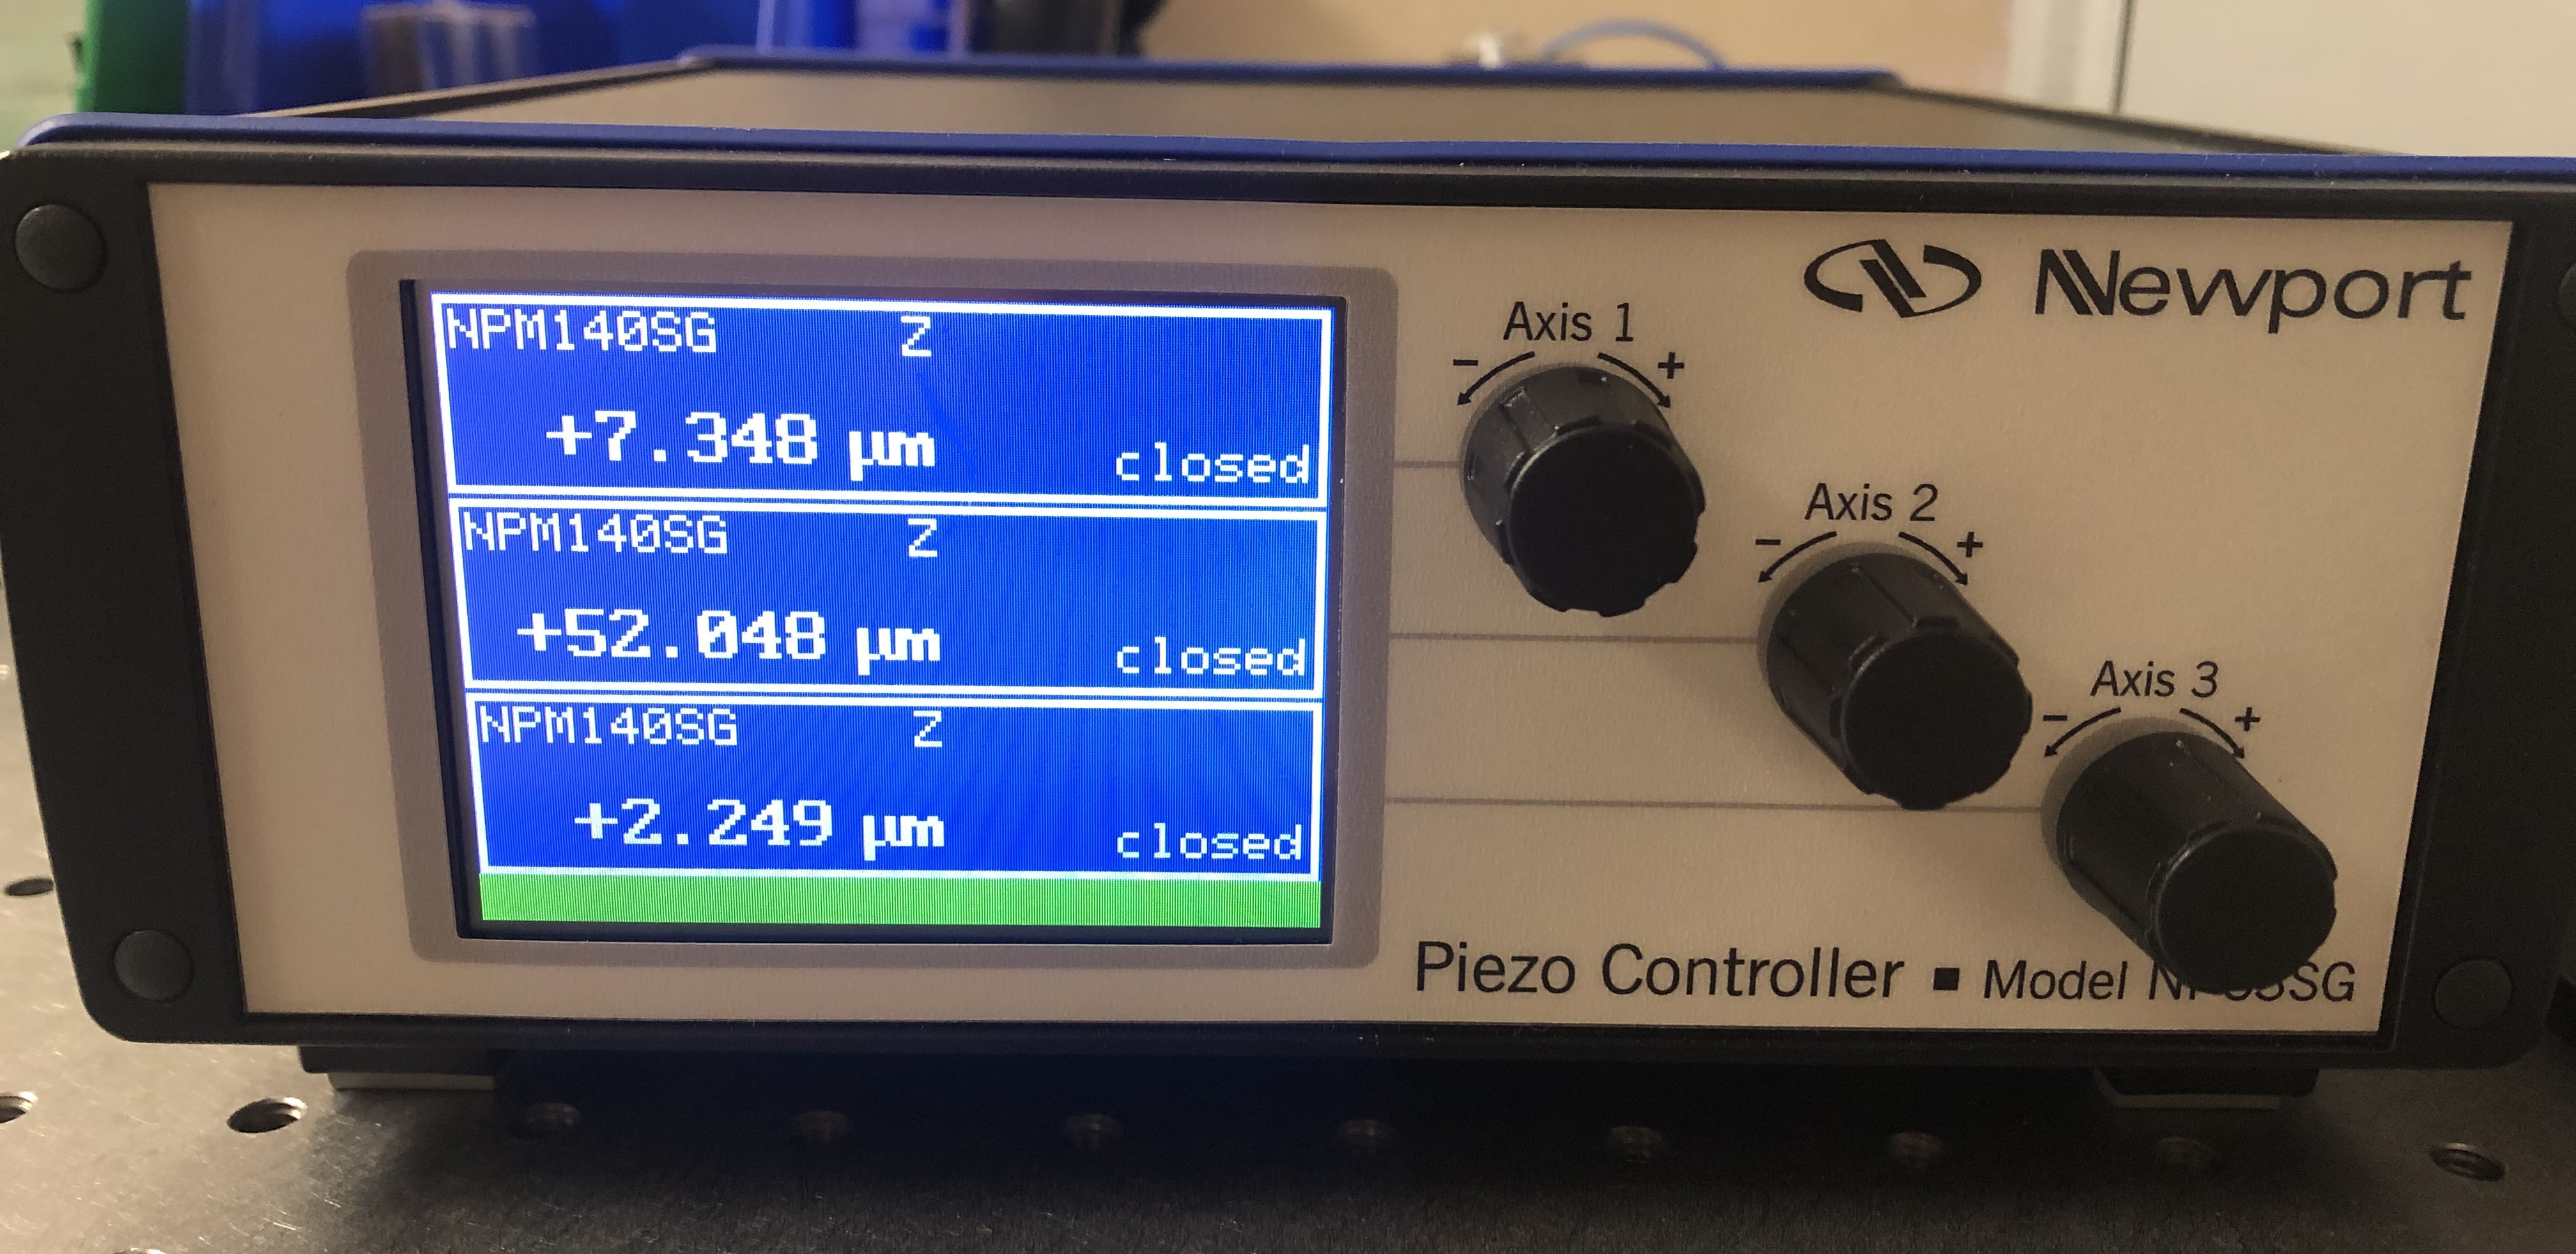 NPM140SG Z
+7.348 µm
closed
NPM140SG Z
+52.048 µm
closed
NPM140SG Z
+2.249 µm
closed
Newport
Axis 1
- +
Axis 2
- +
Axis 3
- +
Piezo Controller ▪ Model